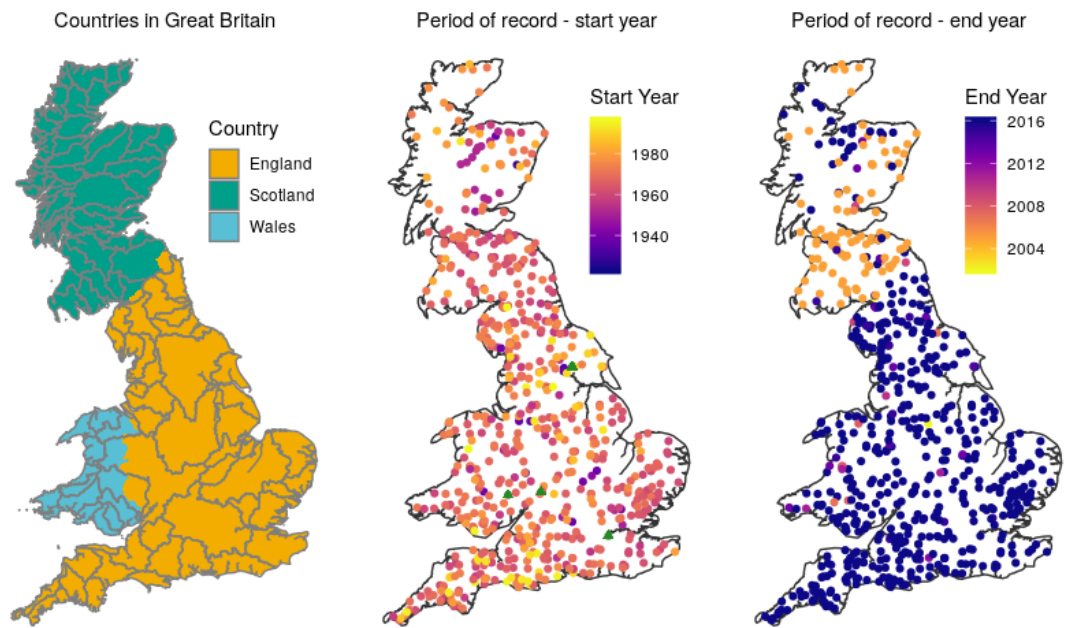 Countries in Great Britain
Period of record - start year
Period of record - end year
Country
England
Scotland
Wales
Start Year
1980
1960
1940
End Year
2016
2012
2008
2004